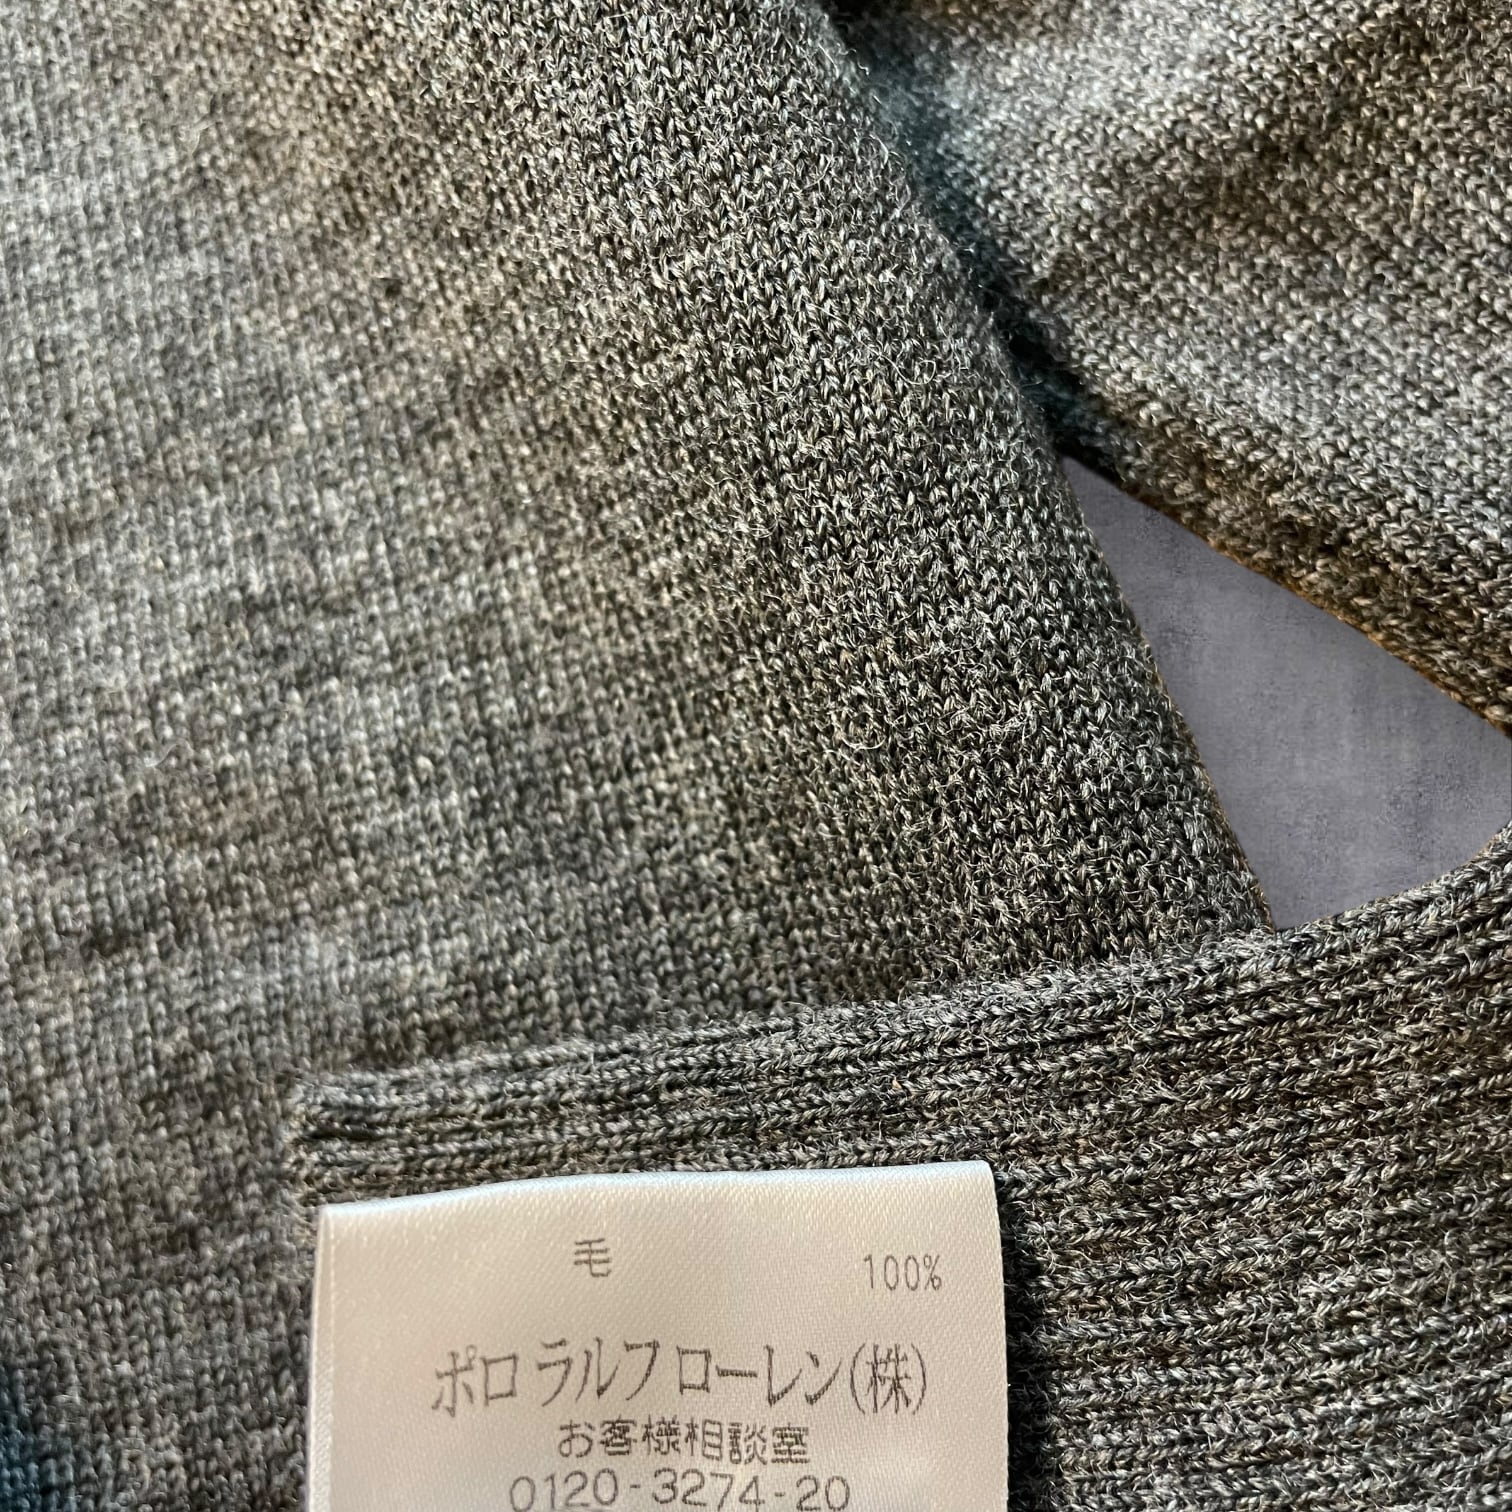 毛 100%
ポロ ラルフ ローレン(株)
お客様相談室
0120-3274-20